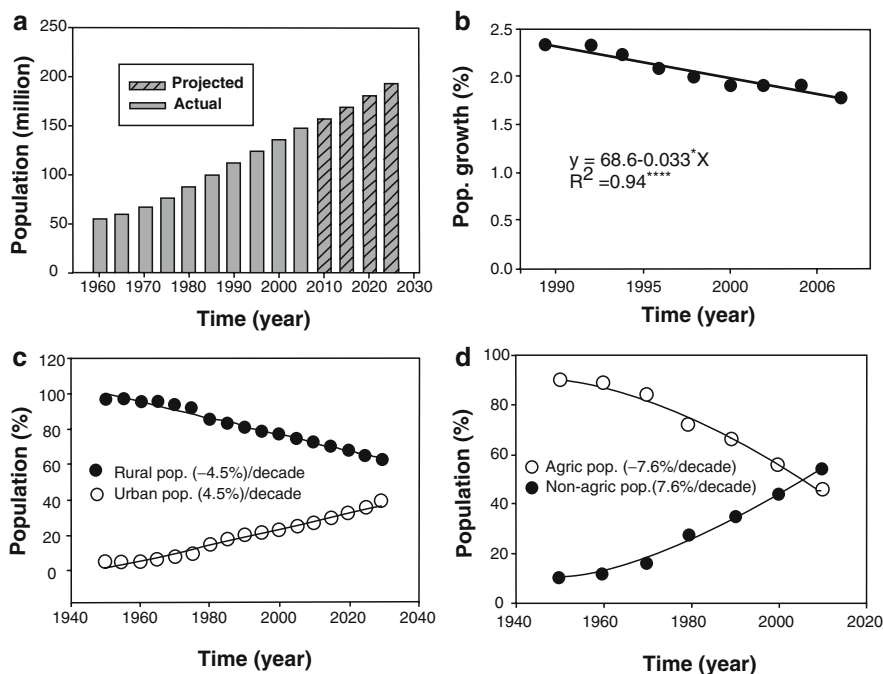 a
Population (million)
250
200
150
100
50
0
Projected
Actual
1960 1970 1980 1990 2000 2010 2020 2030
Time (year)
b
Pop. growth (%)
2.5
2.0
1.5
1.0
0.5
0.0
y = 68.6-0.033*X
R2 =0.94****
1990 1995 2000 2006
Time (year)
c
Population (%)
120
100
80
60
40
20
0
Rural pop. (−4.5%)/decade
Urban pop. (4.5%)/decade
1940 1960 1980 2000 2020 2040
Time (year)
d
Population (%)
100
80
60
40
20
0
Agric pop. (−7.6%/decade)
Non-agric pop.(7.6%/decade)
1940 1960 1980 2000 2020
Time (year)